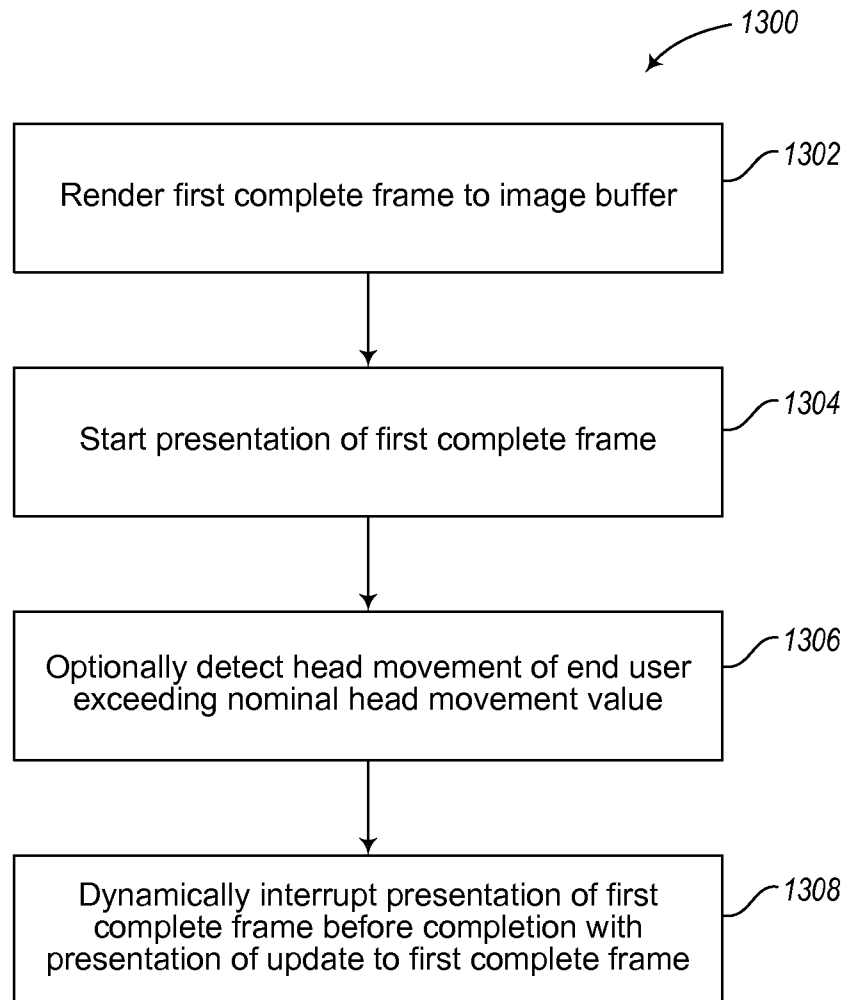 1300
1302
Render first complete frame to image buffer
1304
Start presentation of first complete frame
1306
Optionally detect head movement of end user
exceeding nominal head movement value
1308
Dynamically interrupt presentation of first
complete frame before completion with
presentation of update to first complete frame